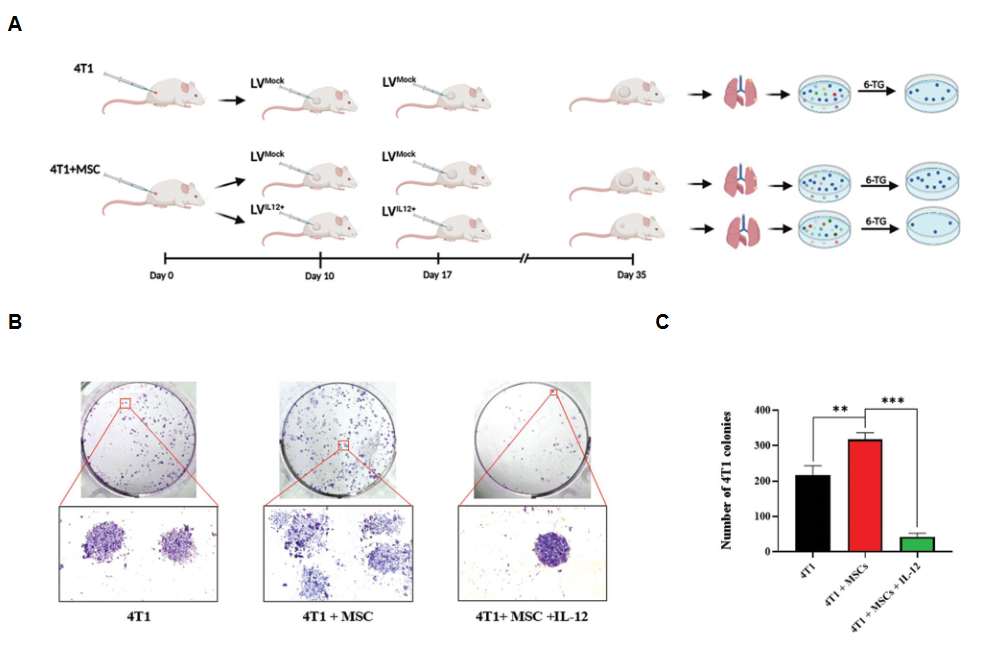 A
4T1
LVMock
LVMock
6-TG
4T1+MSC
LVMock
LVMock
6-TG
LVIL12+
LVIL12+
6-TG
Day 0
Day 10
Day 17
Day 35
B
4T1
4T1 + MSC
4T1+ MSC +IL-12
C
Number of 4T1 colonies
400
300
200
100
0
**
***
4T1
4T1 + MSCs
4T1 + MSCs + IL-12